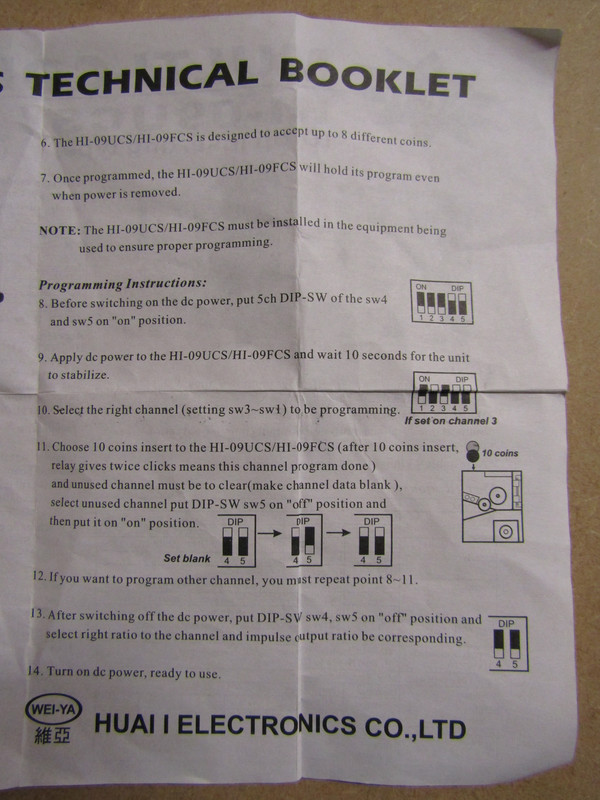 S TECHNICAL BOOKLET
6. The HI-09UCS/HI-09FCS is designed to accept up to 8 different coins.
7. Once programmed, the HI-09UCS/HI-09FCS will hold its program even
when power is removed.
NOTE: The HI-09UCS/HI-09FCS must be installed in the equipment being
used to ensure proper programming.
Programming Instructions:
8. Before switching on the dc power, put 5ch DIP-SW of the sw4
and sw5 on "on" position.
ON DIP
1 2 3 4 5
9. Apply dc power to the HI-09UCS/HI-09FCS and wait 10 seconds for the unit
to stabilize.
ON DIP
1 2 3 4 5
10. Select the right channel (setting sw3~sw1) to be programming.
If set on channel 3
11. Choose 10 coins insert to the HI-09UCS/HI-09FCS (after 10 coins insert,
relay gives twice clicks means this channel program done )
and unused channel must be to clear(make channel data blank ),
select unused channel put DIP-SW sw5 on "off" position and
then put it on "on" position.
10 coins
DIP DIP DIP
Set blank 4 5 4 5 4 5
12. If you want to program other channel, you must repeat point 8~11.
13. After switching off the dc power, put DIP-SW sw4, sw5 on "off" position and
select right ratio to the channel and impulse output ratio be corresponding.
DIP
4 5
14. Turn on dc power, ready to use.
WEI-YA
維亞
HUAI I ELECTRONICS CO.,LTD